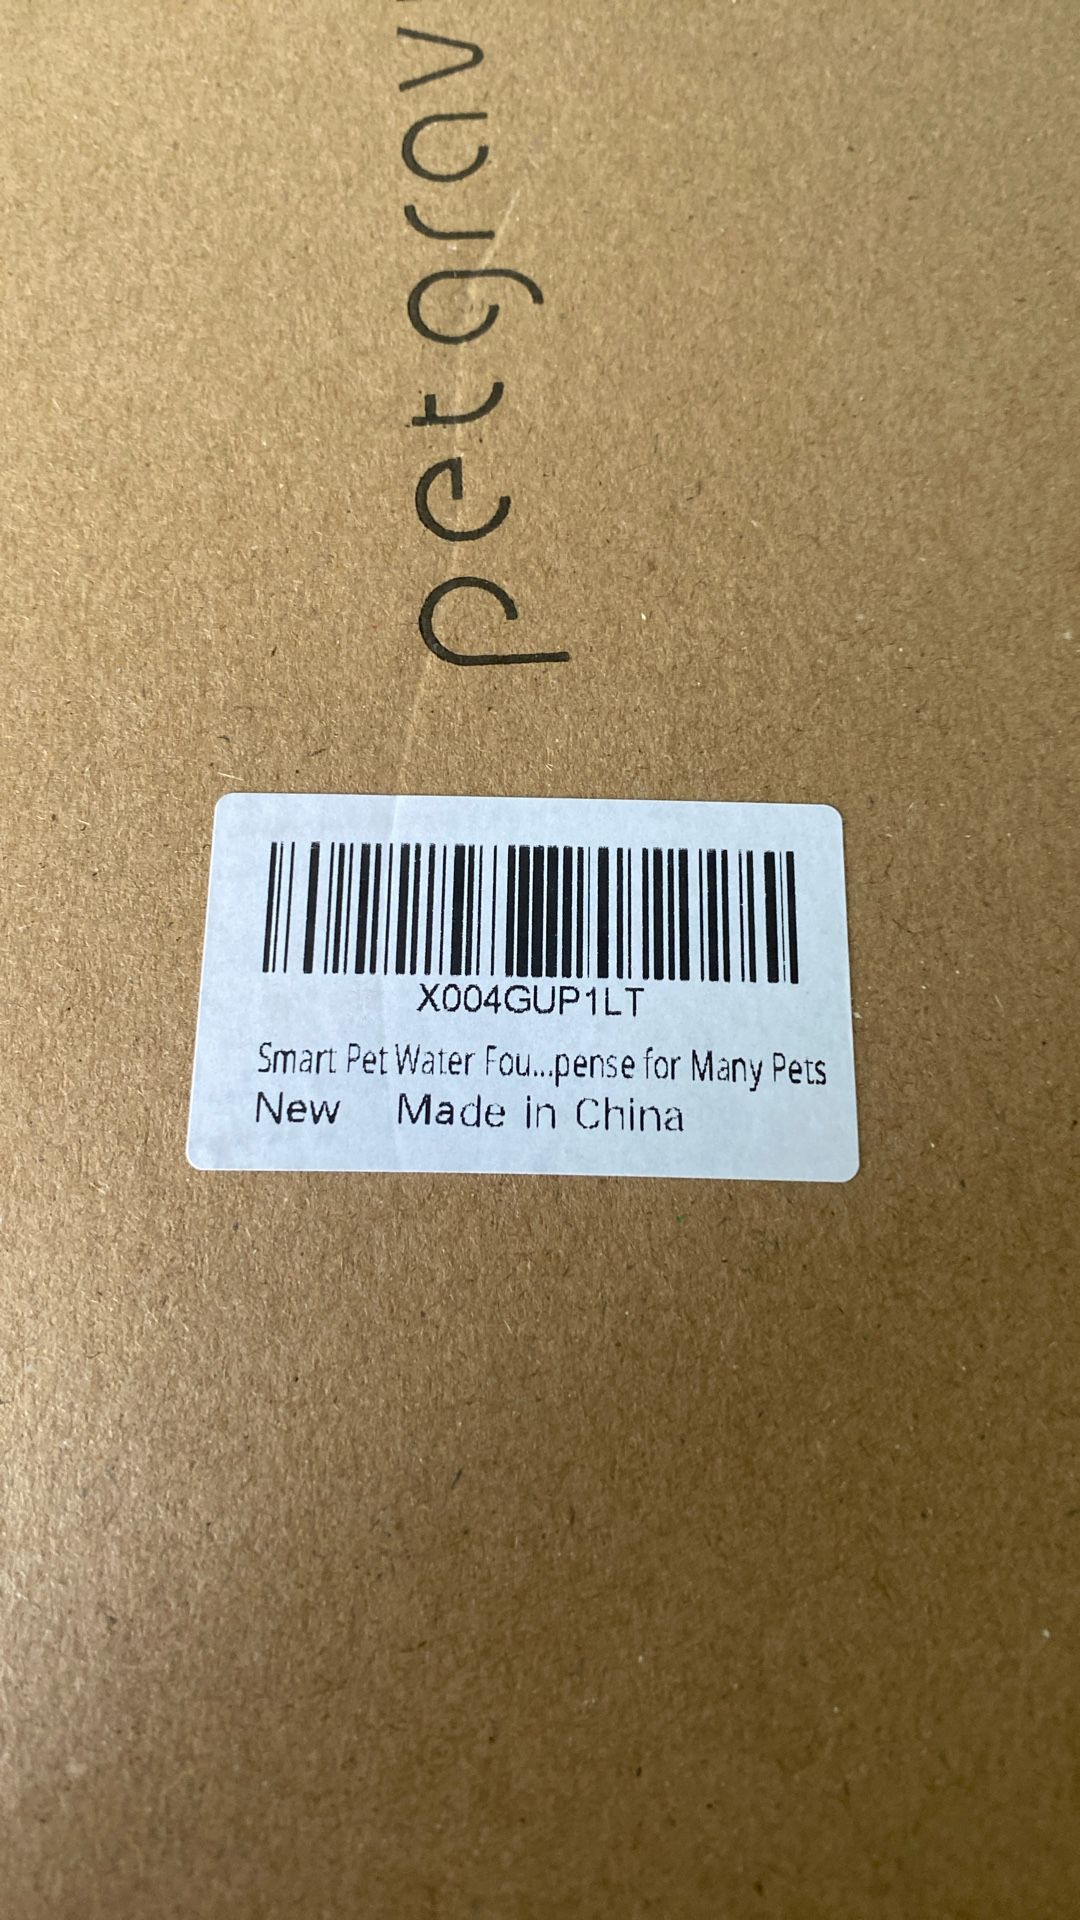 petgrav
X004GUP1LT
Smart Pet Water Fou...pense for Many Pets
New Made in China